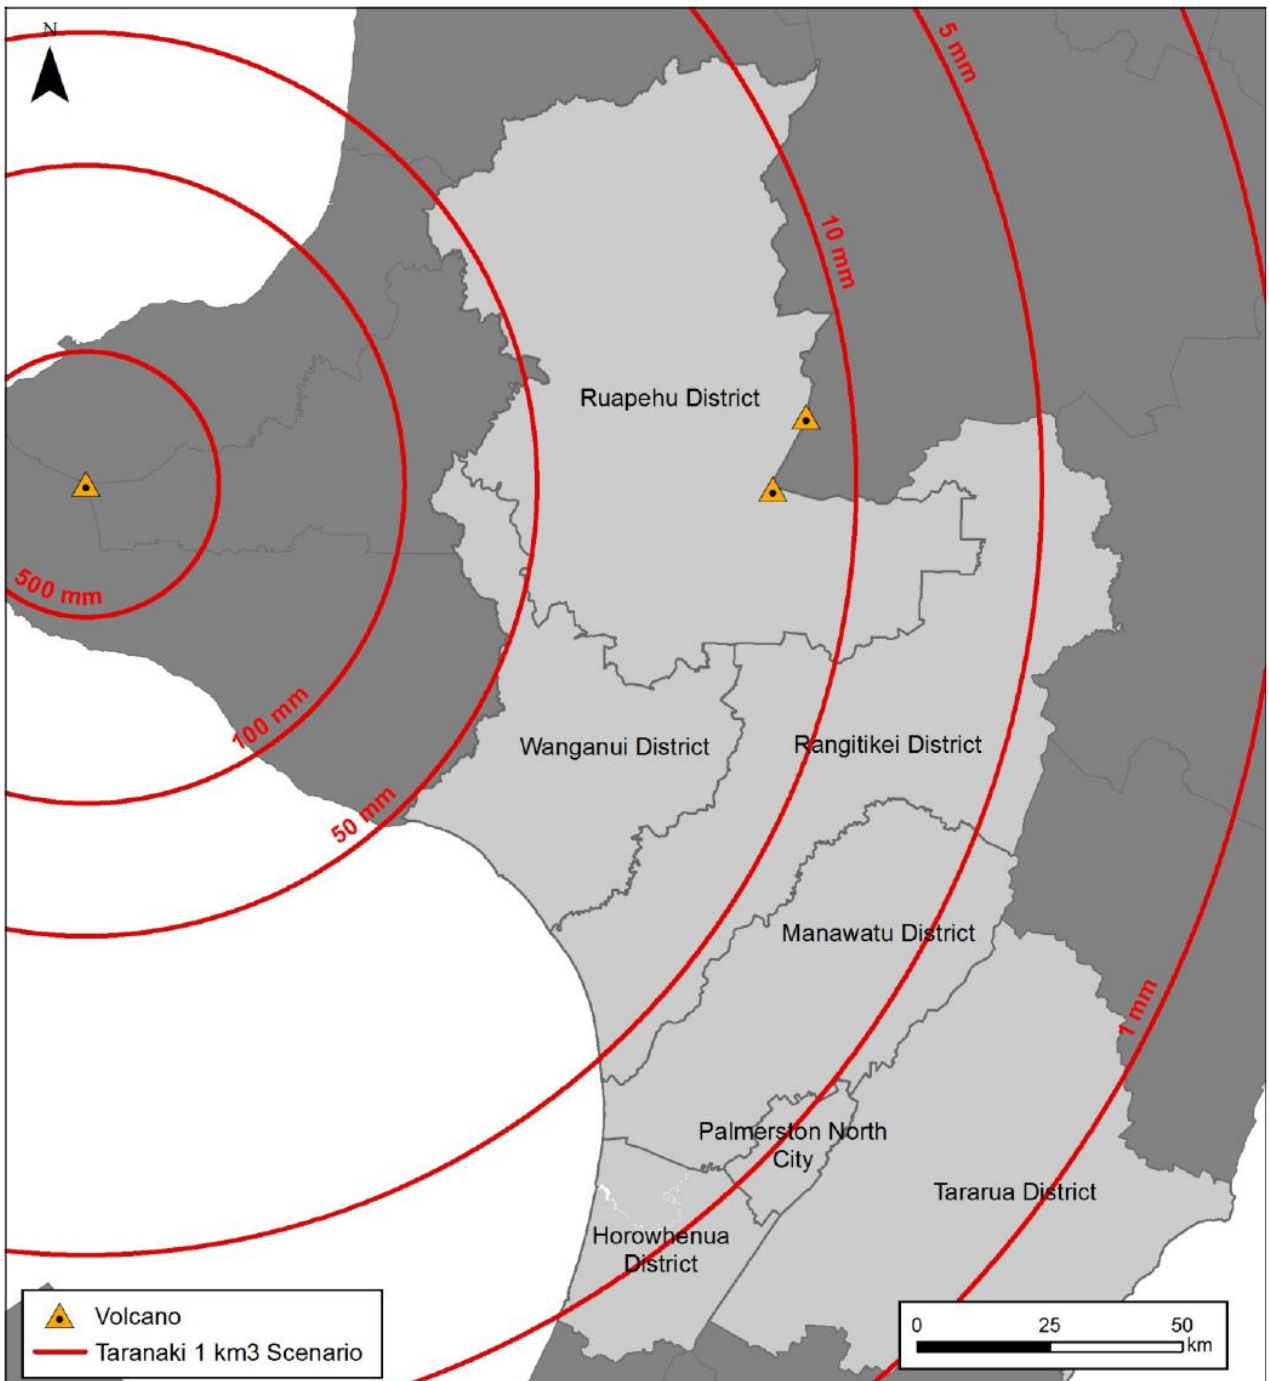 N
5 mm
10 mm
Ruapehu District
500 mm
100 mm
Wanganui District
Rangitikei District
50 mm
Manawatu District
1 mm
Palmerston North
City
Tararua District
Horowhenua
District
Volcano
Taranaki 1 km3 Scenario
0 25 50
km